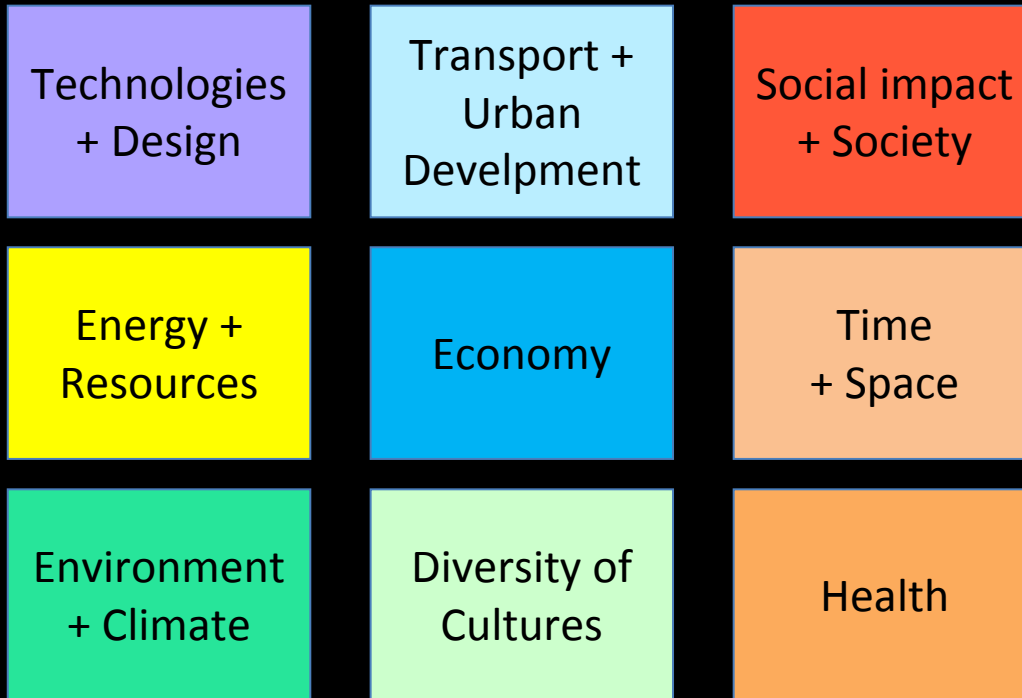 Technologies
+ Design
Transport +
Urban
Develpment
Social impact
+ Society
Energy +
Resources
Economy
Time
+ Space
Environment
+ Climate
Diversity of
Cultures
Health